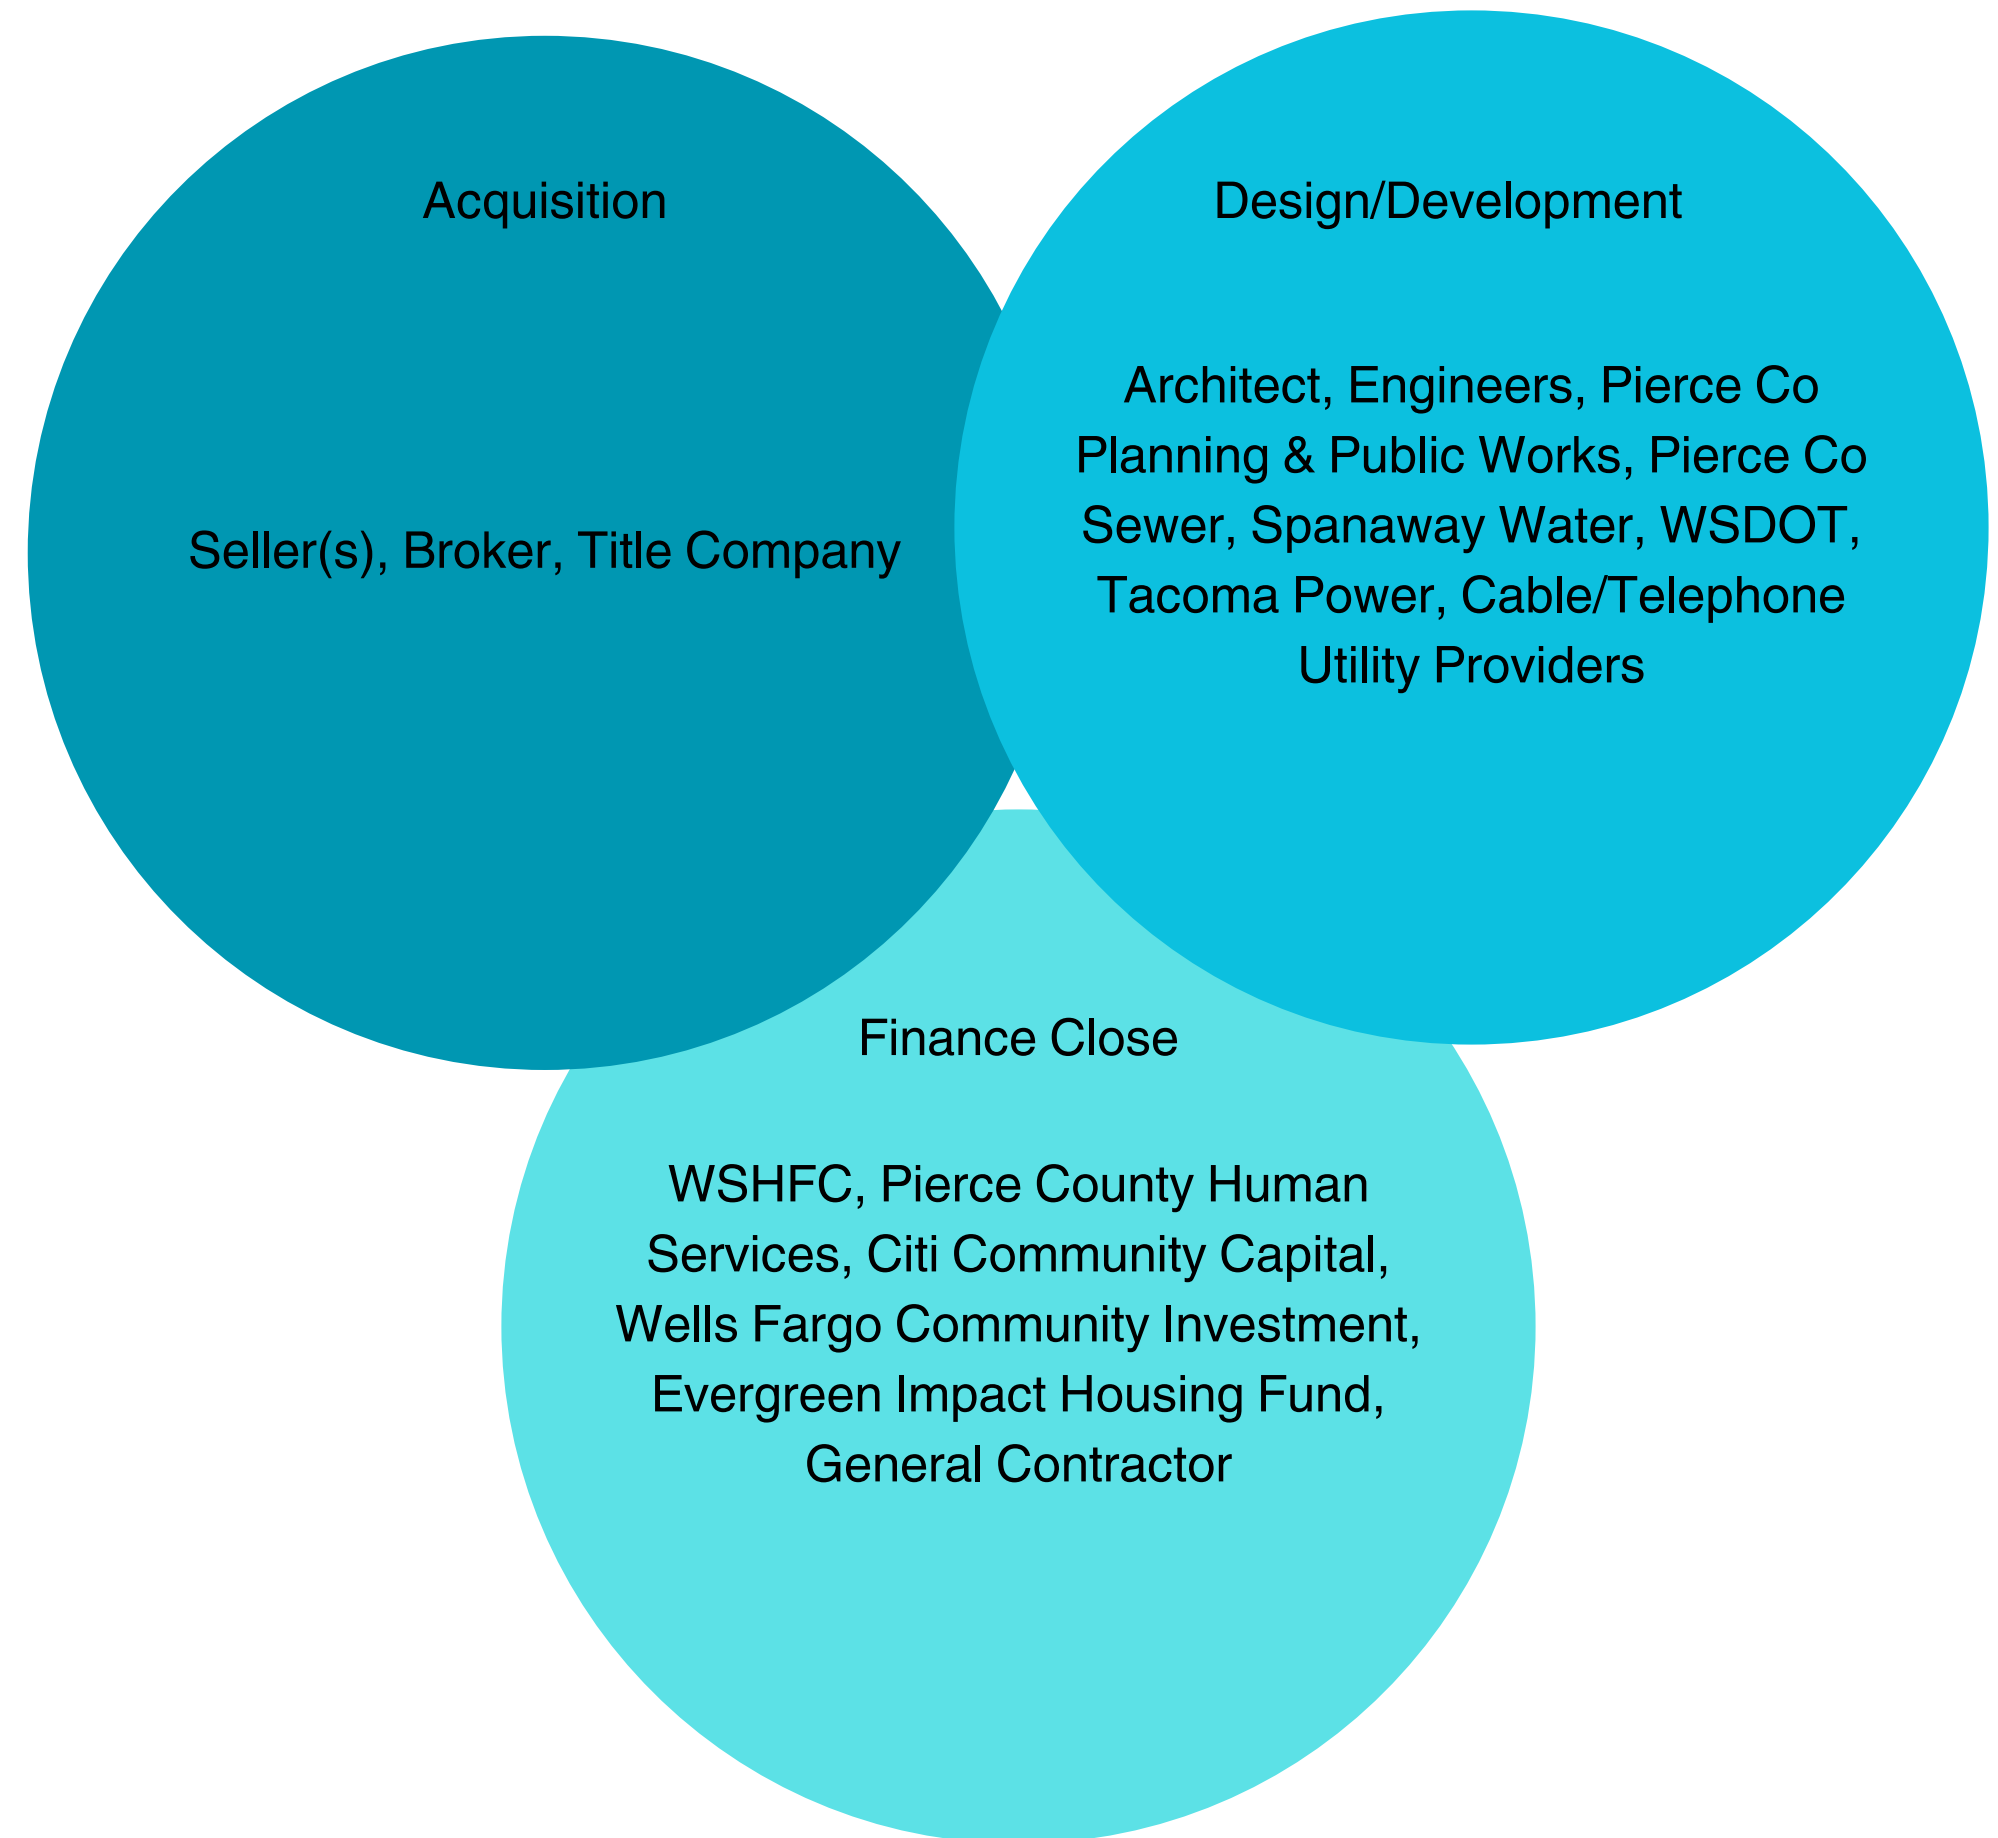 Acquisition
Seller(s), Broker, Title Company
Design/Development
Architect, Engineers, Pierce Co
Planning & Public Works, Pierce Co
Sewer, Spanaway Water, WSDOT,
Tacoma Power, Cable/Telephone
Utility Providers
Finance Close
WSHFC, Pierce County Human
Services, Citi Community Capital,
Wells Fargo Community Investment,
Evergreen Impact Housing Fund,
General Contractor